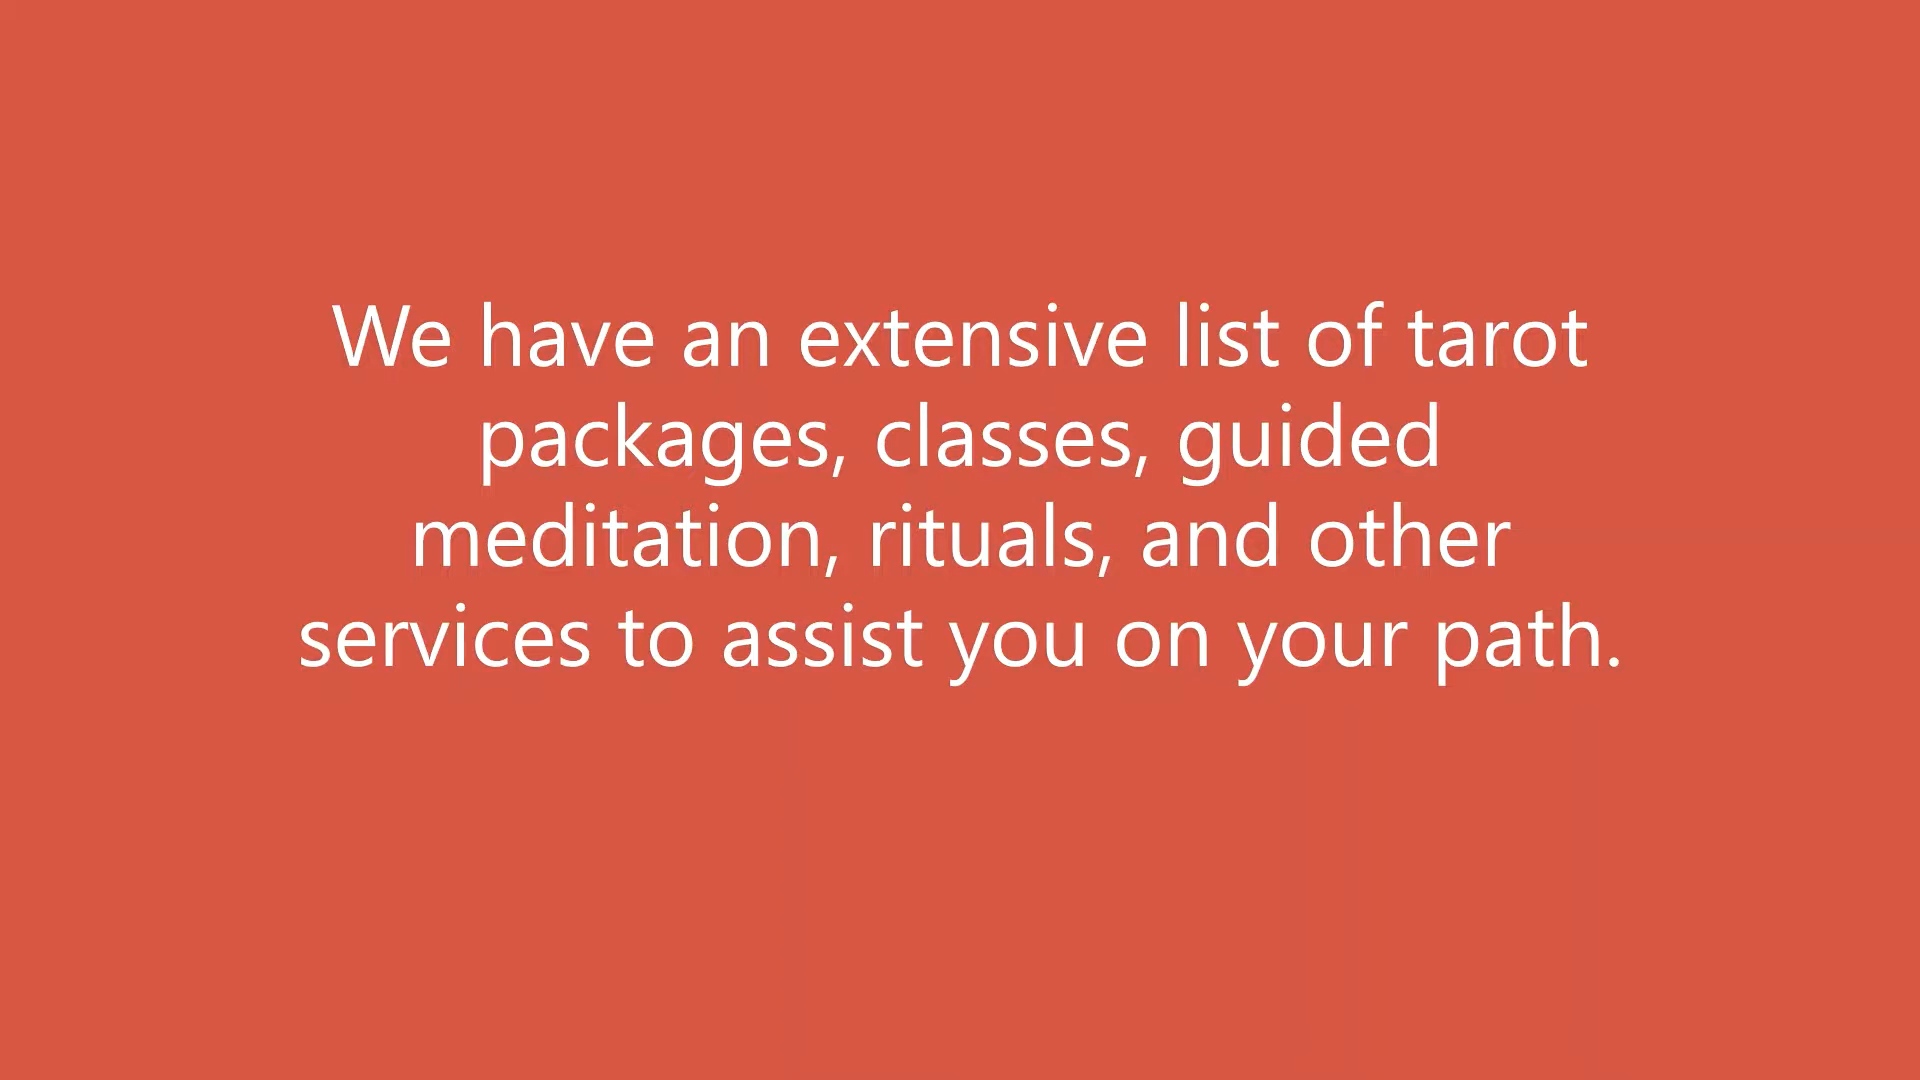 We have an extensive list of tarot
packages, classes, guided
meditation, rituals, and other
services to assist you on your path.